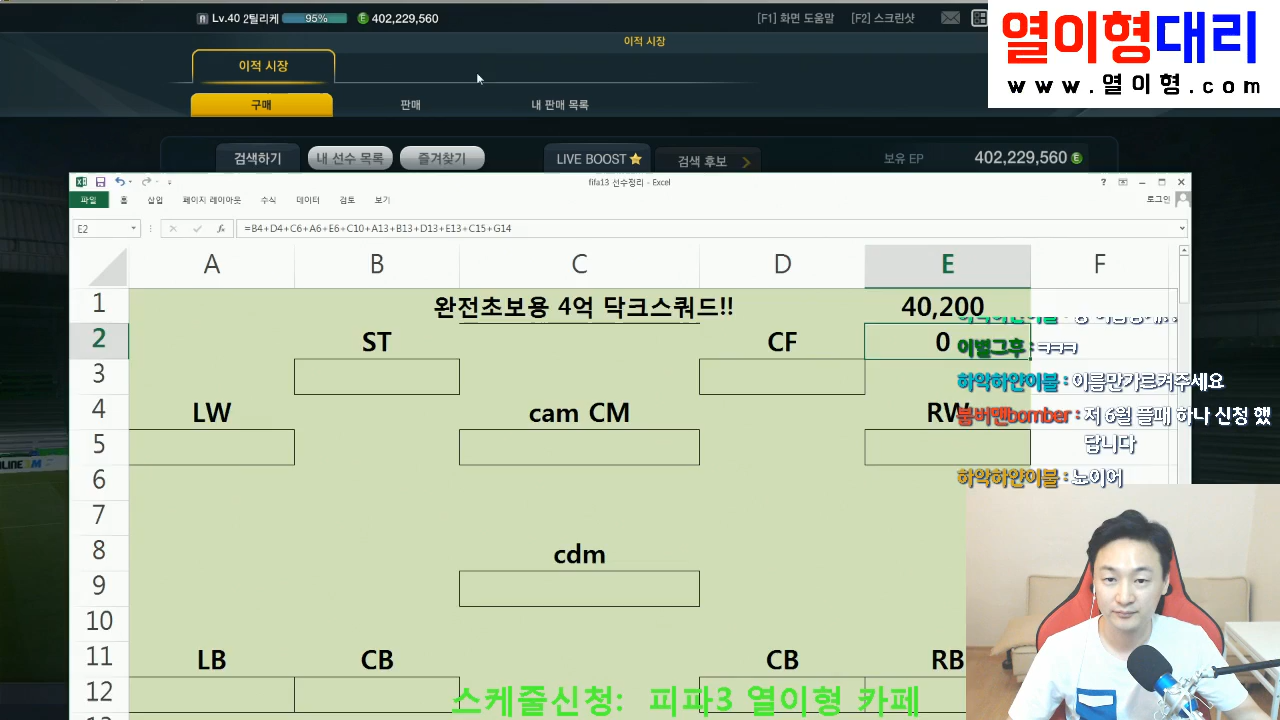 Lv.40 2틸리케 95% E 402,229,560
[F1] 화면 도움말 [F2] 스크린샷
열이형대리
www.열이형.com
이적 시장
이적 시장
구매 판매 내 판매 목록
검색하기 내 선수 목록 즐겨찾기 LIVE BOOST 검색 후보 보유 EP 402,229,560 E
fifa13 선수정리 - Excel
파일 홈 삽입 페이지 레이아웃 수식 데이터 검토 보기 로그인
E2 fx =B4+D4+C6+A6+E6+C10+A13+B13+D13+E13+C15+G14
A B C D E F
1 완전초보용 4억 닥크스쿼드!! 40,200
2 ST CF 0
이별그후 : ㅋㅋㅋ
3
하악하얀이불 : 이름만가르켜주세요
4 LW cam CM RW
붐버맨bomber : 저 6월 플패 하나 신청 했
답니다
5
6
하악하얀이불 : 노이어
7
8 cdm
9
10
11 LB CB CB RB
12
스케줄신청: 피파3 열이형 카페